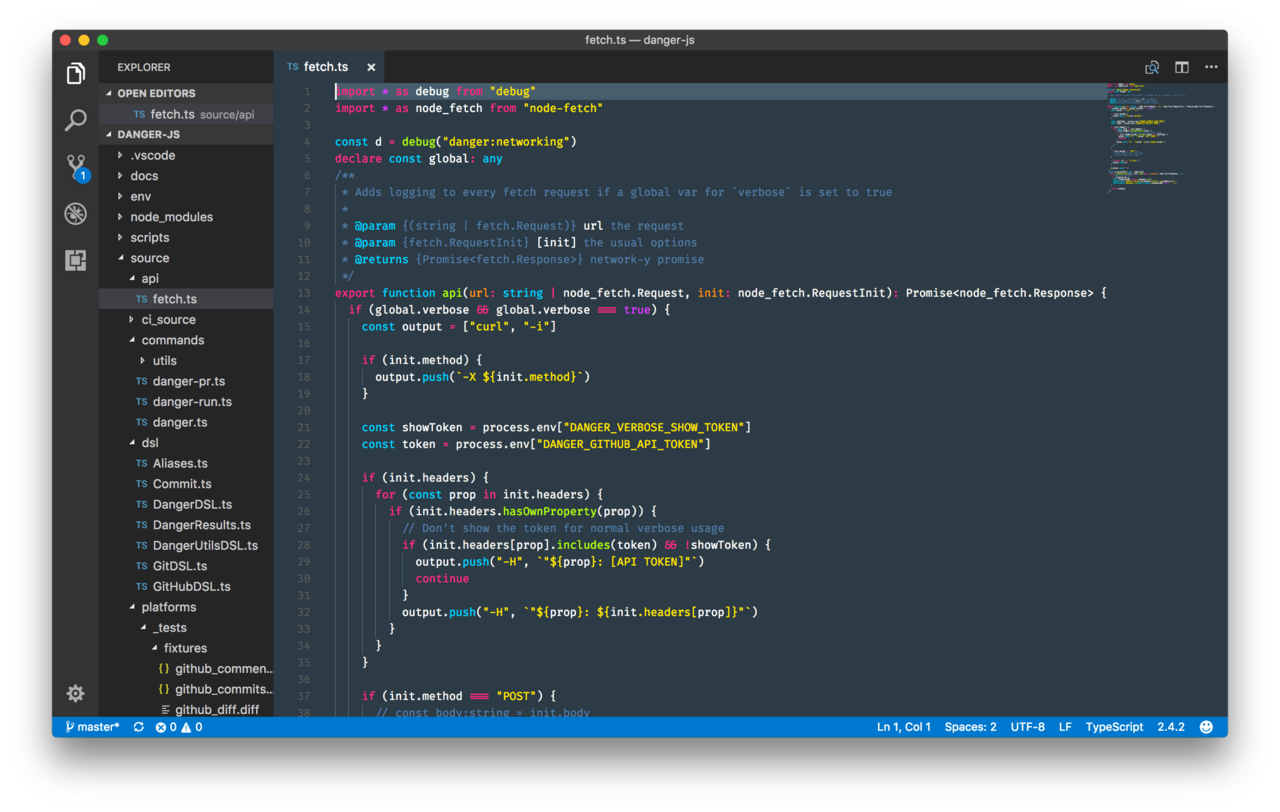 fetch.ts — danger-js
EXPLORER
OPEN EDITORS
TS fetch.ts source/api
DANGER-JS
.vscode
docs
env
node_modules
scripts
source
api
TS fetch.ts
ci_source
commands
utils
TS danger-pr.ts
TS danger-run.ts
TS danger.ts
dsl
TS Aliases.ts
TS Commit.ts
TS DangerDSL.ts
TS DangerResults.ts
TS DangerUtilsDSL.ts
TS GitDSL.ts
TS GitHubDSL.ts
platforms
_tests
fixtures
{} github_commen...
{} github_commits...
github_diff.diff
1
TS fetch.ts ×
1 import * as debug from "debug"
2 import * as node_fetch from "node-fetch"
3
4 const d = debug("danger:networking")
5 declare const global: any
6 /**
7  * Adds logging to every fetch request if a global var for `verbose` is set to true
8  *
9  * @param {(string | fetch.Request)} url the request
10  * @param {fetch.RequestInit} [init] the usual options
11  * @returns {Promise<fetch.Response>} network-y promise
12  */
13 export function api(url: string | node_fetch.Request, init: node_fetch.RequestInit): Promise<node_fetch.Response> {
14   if (global.verbose && global.verbose === true) {
15     const output = ["curl", "-i"]
16
17     if (init.method) {
18       output.push(`-X ${init.method}`)
19     }
20
21     const showToken = process.env["DANGER_VERBOSE_SHOW_TOKEN"]
22     const token = process.env["DANGER_GITHUB_API_TOKEN"]
23
24     if (init.headers) {
25       for (const prop in init.headers) {
26         if (init.headers.hasOwnProperty(prop)) {
27           // Don't show the token for normal verbose usage
28           if (init.headers[prop].includes(token) && !showToken) {
29             output.push("-H", `"${prop}: [API TOKEN]"`)
30             continue
31           }
32           output.push("-H", `"${prop}: ${init.headers[prop]}"`)
33         }
34       }
35     }
36
37     if (init.method === "POST") {
38       // const body:string = init.body
master* 0 0
Ln 1, Col 1 Spaces: 2 UTF-8 LF TypeScript 2.4.2